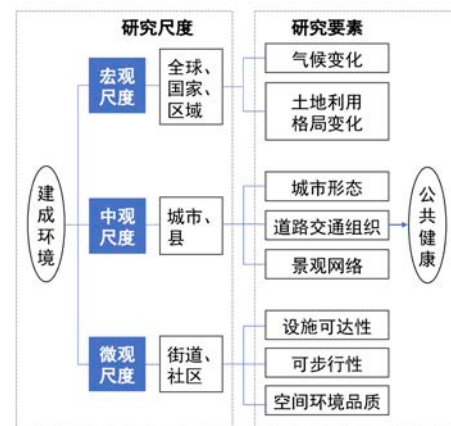 研究尺度
研究要素
建成环境
宏观
尺度
全球、
国家、
区域
气候变化
土地利用
格局变化
中观
尺度
城市、
县
城市形态
道路交通组织
景观网络
公共健康
微观
尺度
街道、
社区
设施可达性
可步行性
空间环境品质